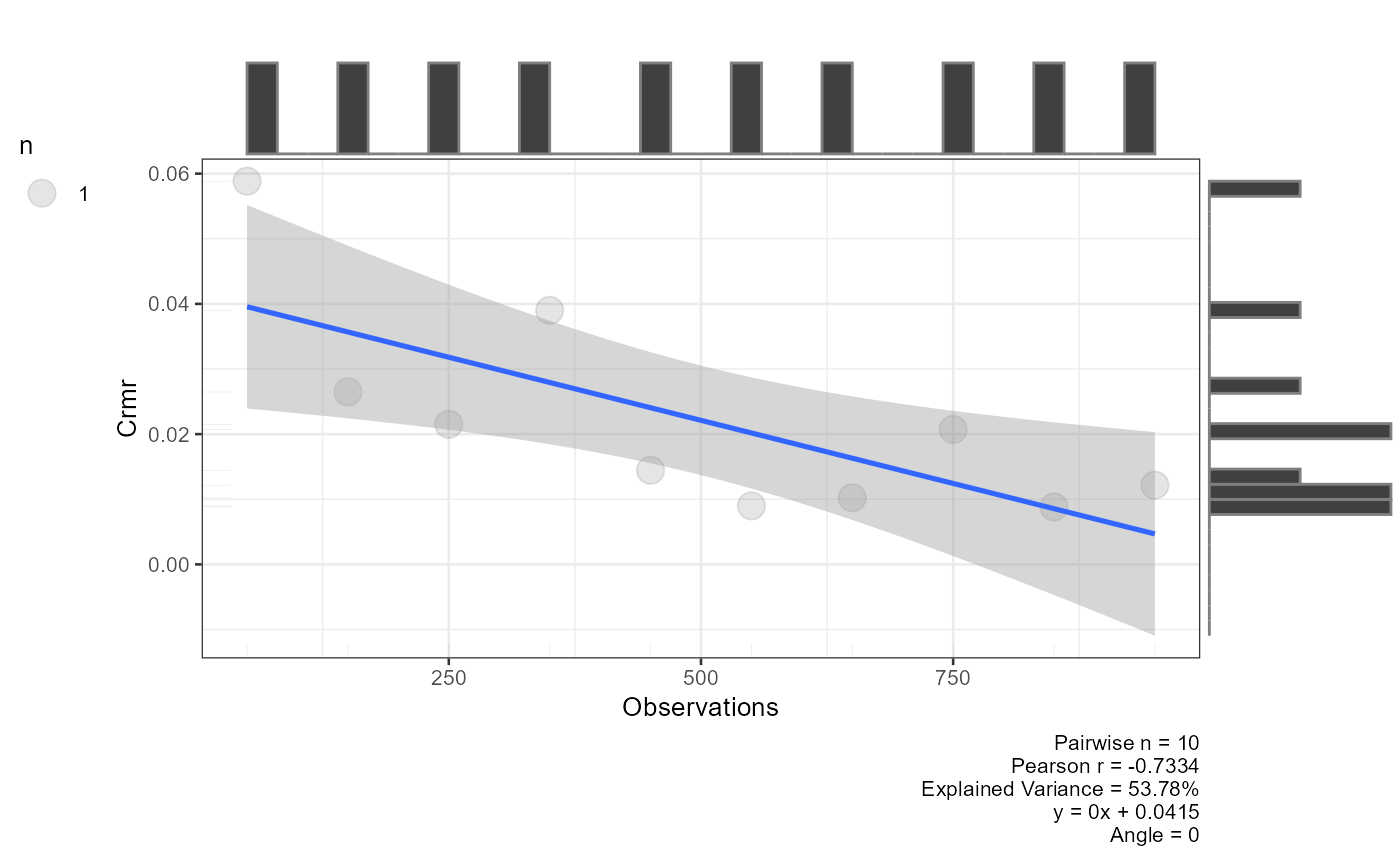 n
1
0.06
0.04
0.02
0.00
Crmr
250
500
750
Observations
Pairwise n = 10
Pearson r = -0.7334
Explained Variance = 53.78%
y = 0x + 0.0415
Angle = 0